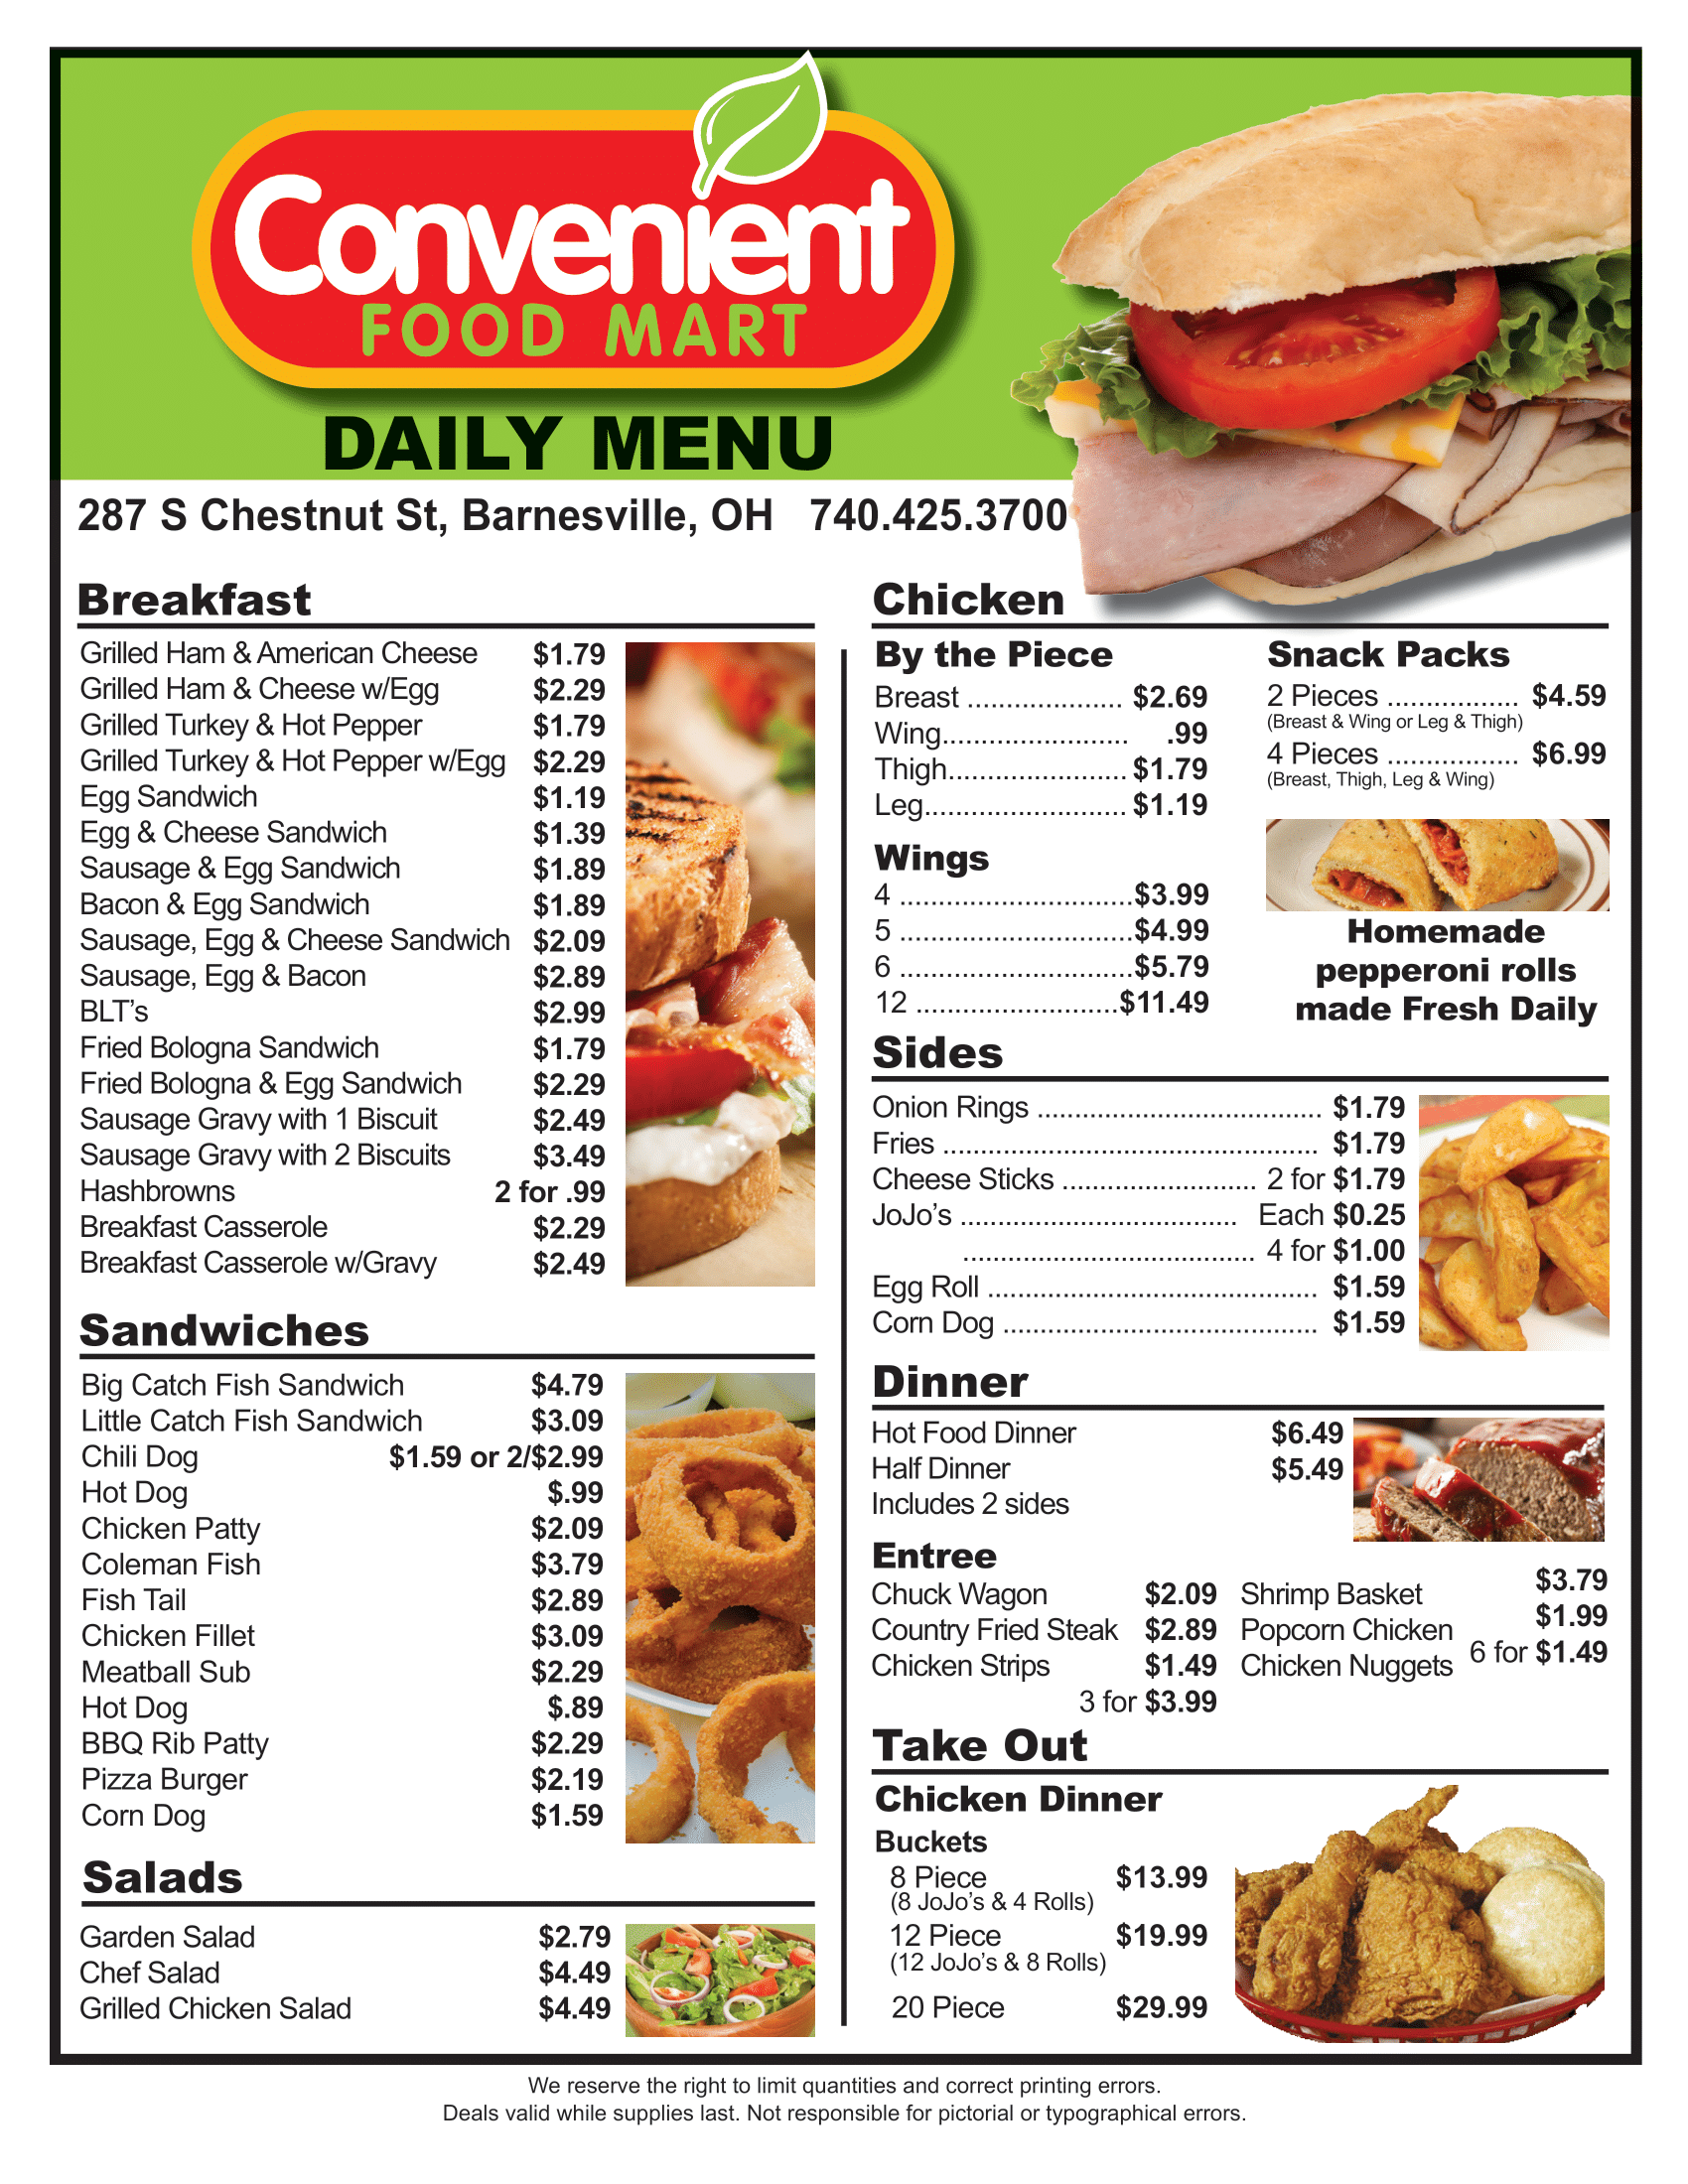 Convenient
FOOD MART
DAILY MENU
287 S Chestnut St, Barnesville, OH 740.425.3700
Breakfast
Grilled Ham & American Cheese $1.79
Grilled Ham & Cheese w/Egg $2.29
Grilled Turkey & Hot Pepper $1.79
Grilled Turkey & Hot Pepper w/Egg $2.29
Egg Sandwich $1.19
Egg & Cheese Sandwich $1.39
Sausage & Egg Sandwich $1.89
Bacon & Egg Sandwich $1.89
Sausage, Egg & Cheese Sandwich $2.09
Sausage, Egg & Bacon $2.89
BLT's $2.99
Fried Bologna Sandwich $1.79
Fried Bologna & Egg Sandwich $2.29
Sausage Gravy with 1 Biscuit $2.49
Sausage Gravy with 2 Biscuits $3.49
Hashbrowns 2 for .99
Breakfast Casserole $2.29
Breakfast Casserole w/Gravy $2.49
Sandwiches
Big Catch Fish Sandwich $4.79
Little Catch Fish Sandwich $3.09
Chili Dog $1.59 or 2/$2.99
Hot Dog $.99
Chicken Patty $2.09
Coleman Fish $3.79
Fish Tail $2.89
Chicken Fillet $3.09
Meatball Sub $2.29
Hot Dog $.89
BBQ Rib Patty $2.29
Pizza Burger $2.19
Corn Dog $1.59
Salads
Garden Salad $2.79
Chef Salad $4.49
Grilled Chicken Salad $4.49
Chicken
By the Piece
Breast .................... $2.69
Wing........................ .99
Thigh....................... $1.79
Leg.......................... $1.19
Wings
4 ..............................$3.99
5 ..............................$4.99
6 ..............................$5.79
12 ..........................$11.49
Snack Packs
2 Pieces ................. $4.59
(Breast & Wing or Leg & Thigh)
4 Pieces ................. $6.99
(Breast, Thigh, Leg & Wing)
Homemade
pepperoni rolls
made Fresh Daily
Sides
Onion Rings ...................................... $1.79
Fries .................................................. $1.79
Cheese Sticks .......................... 2 for $1.79
JoJo's ..................................... Each $0.25
....................................... 4 for $1.00
Egg Roll ............................................ $1.59
Corn Dog .......................................... $1.59
Dinner
Hot Food Dinner $6.49
Half Dinner $5.49
Includes 2 sides
Entree
Chuck Wagon $2.09
Country Fried Steak $2.89
Chicken Strips $1.49
3 for $3.99
Shrimp Basket $3.79
Popcorn Chicken $1.99
Chicken Nuggets 6 for $1.49
Take Out
Chicken Dinner
Buckets
8 Piece $13.99
(8 JoJo's & 4 Rolls)
12 Piece $19.99
(12 JoJo's & 8 Rolls)
20 Piece $29.99
We reserve the right to limit quantities and correct printing errors.
Deals valid while supplies last. Not responsible for pictorial or typographical errors.